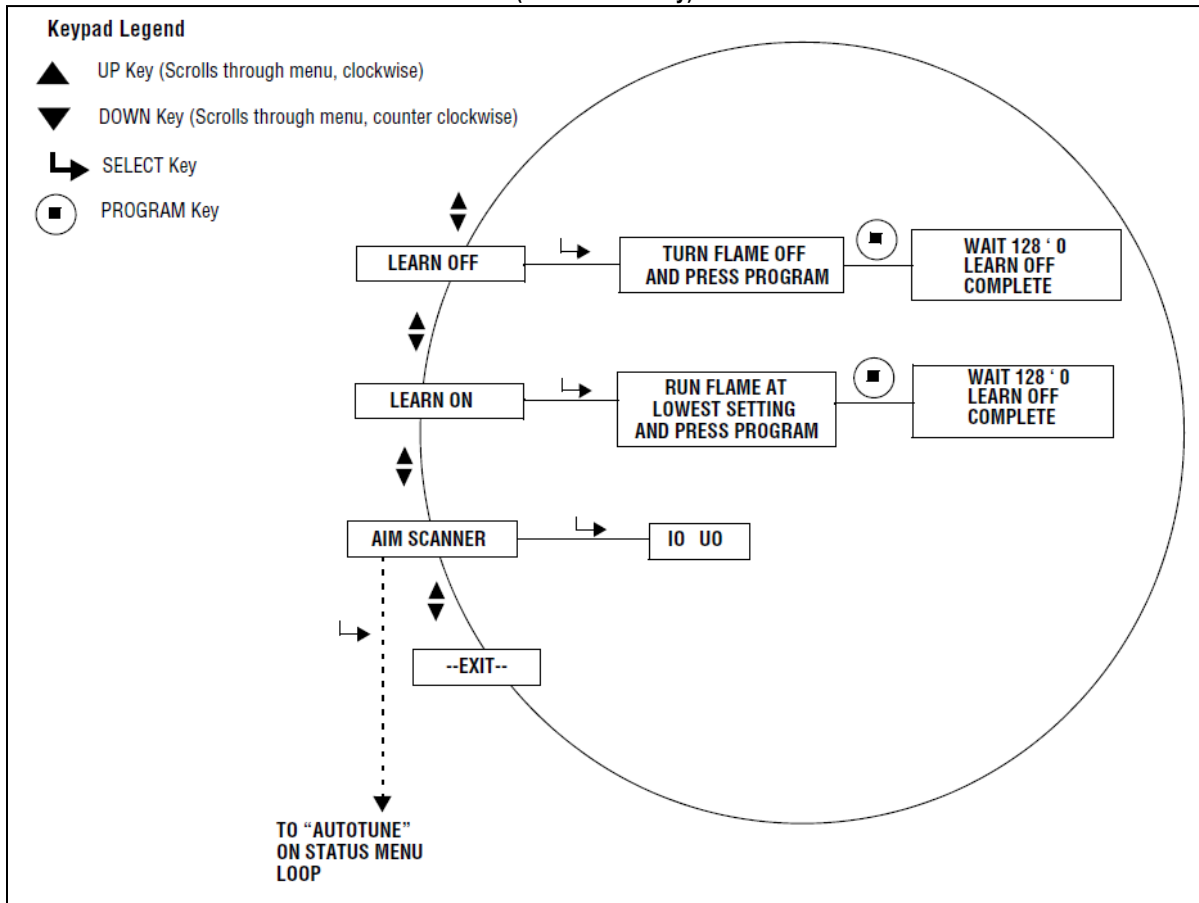 Keypad Legend
UP Key (Scrolls through menu, clockwise)
DOWN Key (Scrolls through menu, counter clockwise)
SELECT Key
PROGRAM Key
LEARN OFF
TURN FLAME OFF
AND PRESS PROGRAM
WAIT 128 ‘ 0
LEARN OFF
COMPLETE
LEARN ON
RUN FLAME AT
LOWEST SETTING
AND PRESS PROGRAM
WAIT 128 ‘ 0
LEARN OFF
COMPLETE
AIM SCANNER
IO UO
--EXIT--
TO “AUTOTUNE”
ON STATUS MENU
LOOP